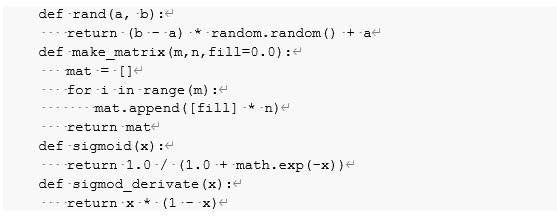 def rand(a, b):
    return (b - a) * random.random() + a
def make_matrix(m,n,fill=0.0):
    mat = []
    for i in range(m):
        mat.append([fill] * n)
    return mat
def sigmoid(x):
    return 1.0 / (1.0 + math.exp(-x))
def sigmod_derivate(x):
    return x * (1 - x)